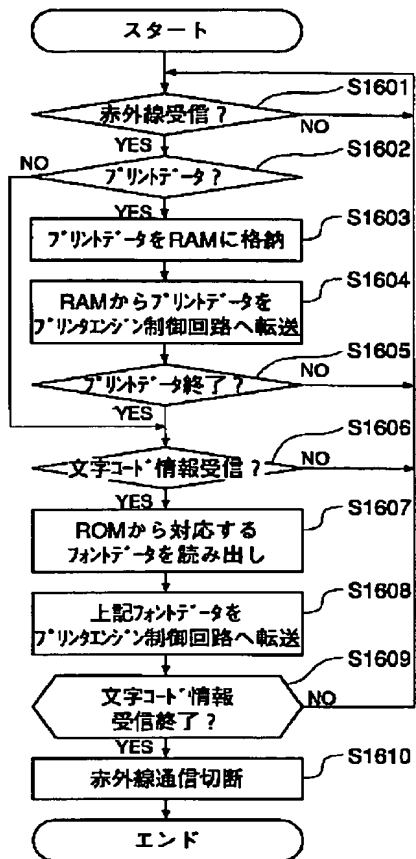 スタート
S1601
赤外線受信?
NO
YES
S1602
NO
プリントデータ?
YES
S1603
プリントデータをRAMに格納
S1604
RAMからプリントデータを
プリンタエンジン制御回路へ転送
S1605
プリントデータ終了?
NO
YES
S1606
文字コード情報受信?
NO
YES
S1607
ROMから対応する
フォントデータを読み出し
S1608
上記フォントデータを
プリンタエンジン制御回路へ転送
S1609
文字コード情報
受信終了?
NO
YES
S1610
赤外線通信切断
エンド